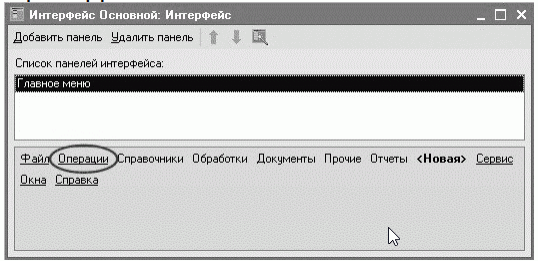 Интерфейс Основной: Интерфейс
Добавить панель Удалить панель
Список панелей интерфейса:
Главное меню
Файл Операции Справочники Обработки Документы Прочие Отчеты <Новая> Сервис
Окна Справка